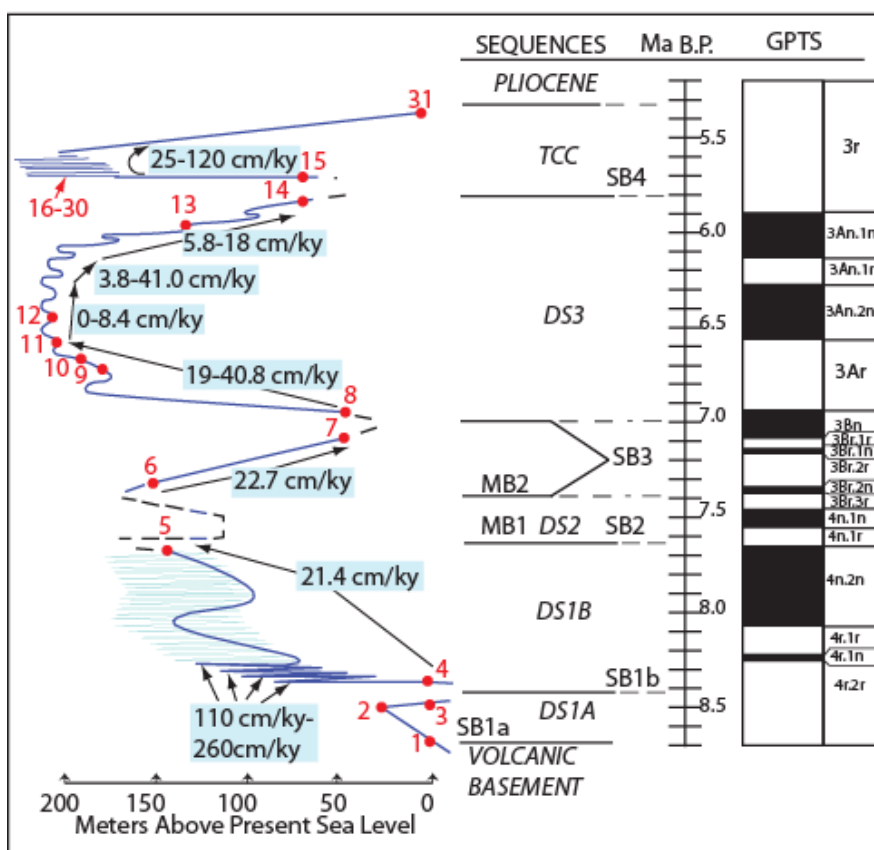 SEQUENCES Ma B.P. GPTS
PLIOCENE
31
5.5
25-120 cm/ky
15
TCC
3r
SB4
16-30
14
13
5.8-18 cm/ky
6.0
3An.1n
3.8-41.0 cm/ky
3An.1r
12
0-8.4 cm/ky
DS3
3An.2n
6.5
11
10
9
19-40.8 cm/ky
3Ar
8
7.0
3Bn
7
3Br.1r
SB3
3Br.1n
6
22.7 cm/ky
3Br.2r
MB2
3Br.2n
3Br.3r
7.5
5
MB1 DS2 SB2
4n.1n
4n.1r
21.4 cm/ky
4n.2n
DS1B
8.0
4r.1r
4
SB1b
4r.1n
4r.2r
110 cm/ky-
260cm/ky
2
3
DS1A
8.5
SB1a
1
VOLCANIC
BASEMENT
200 150 100 50 0
Meters Above Present Sea Level